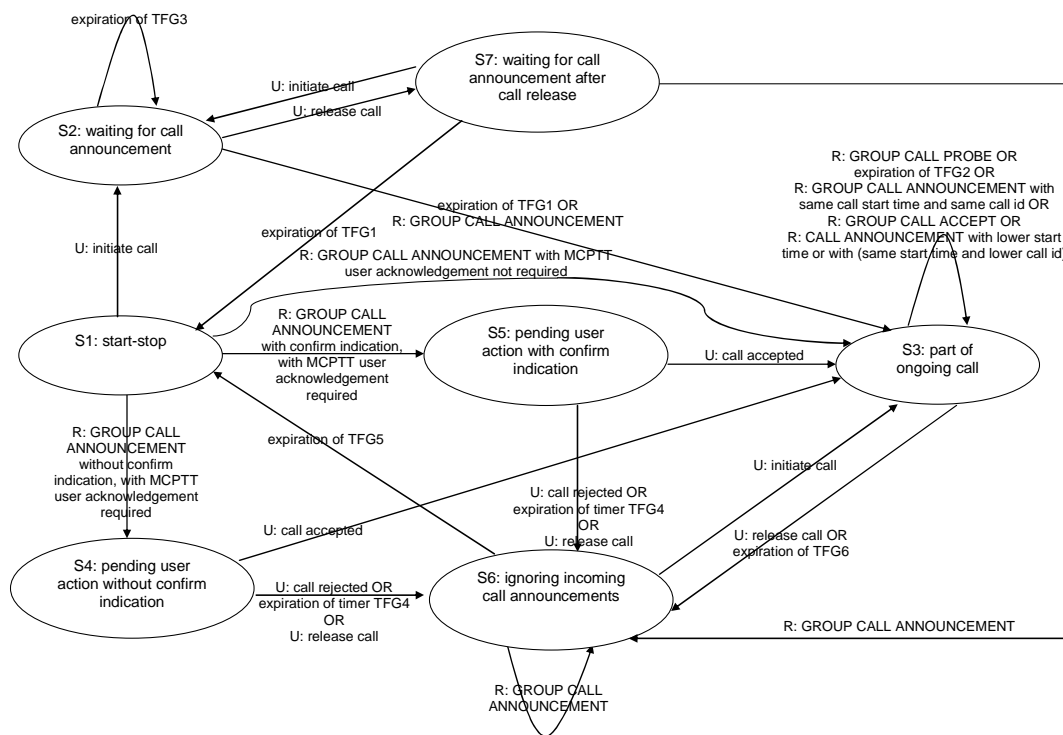 expiration of TFG3
S7: waiting for call
announcement after
call release
U: initiate call
U: release call
S2: waiting for call
announcement
R: GROUP CALL PROBE OR
expiration of TFG2 OR
R: GROUP CALL ANNOUNCEMENT with
same call start time and same call id OR
R: GROUP CALL ACCEPT OR
R: CALL ANNOUNCEMENT with lower start
time or with (same start time and lower call id)
expiration of TFG1 OR
R: GROUP CALL ANNOUNCEMENT
expiration of TFG1
U: initiate call
R: GROUP CALL ANNOUNCEMENT with MCPTT
user acknowledgement not required
S1: start-stop
R: GROUP CALL
ANNOUNCEMENT
with confirm indication,
with MCPTT user
acknowledgement
required
S5: pending user
action with confirm
indication
U: call accepted
S3: part of
ongoing call
R: GROUP CALL
ANNOUNCEMENT
without confirm
indication, with MCPTT
user acknowledgement
required
expiration of TFG5
U: initiate call
U: call rejected OR
expiration of timer TFG4
OR
U: release call
U: call accepted
U: release call OR
expiration of TFG6
S4: pending user
action without confirm
indication
U: call rejected OR
expiration of timer TFG4
OR
U: release call
S6: ignoring incoming
call announcements
R: GROUP CALL ANNOUNCEMENT
R: GROUP CALL
ANNOUNCEMENT